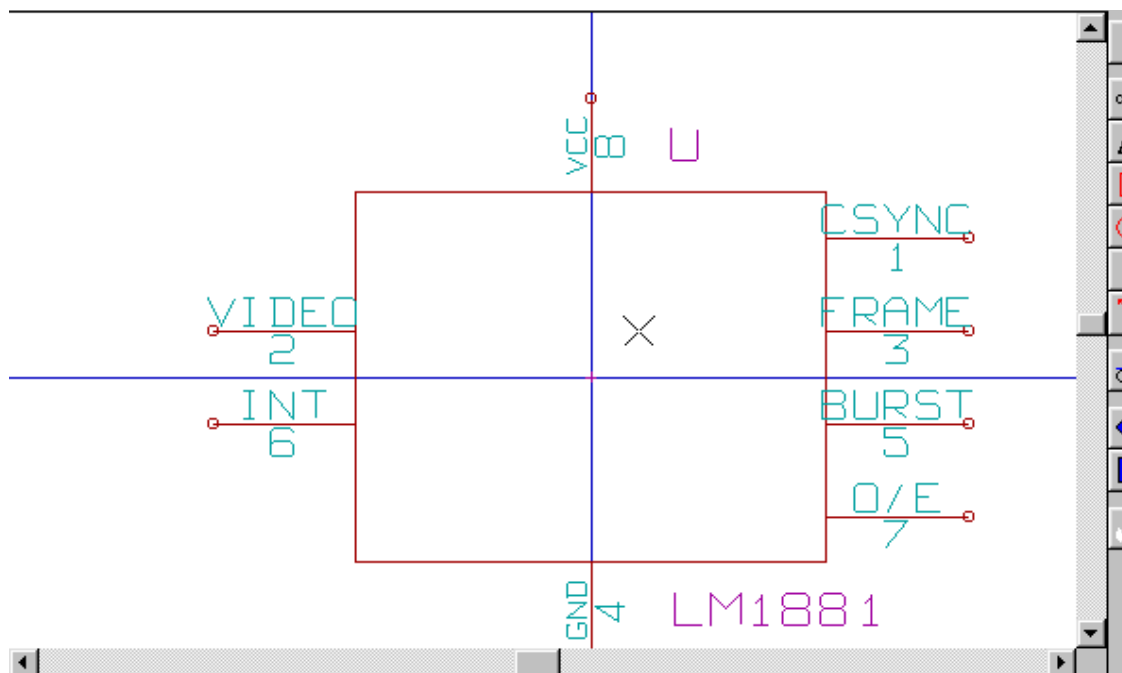 VCC
8
U
CSYNC
1
VIDEO
2
FRAME
3
INT
6
BURST
5
O/E
7
GND
4
LM1881